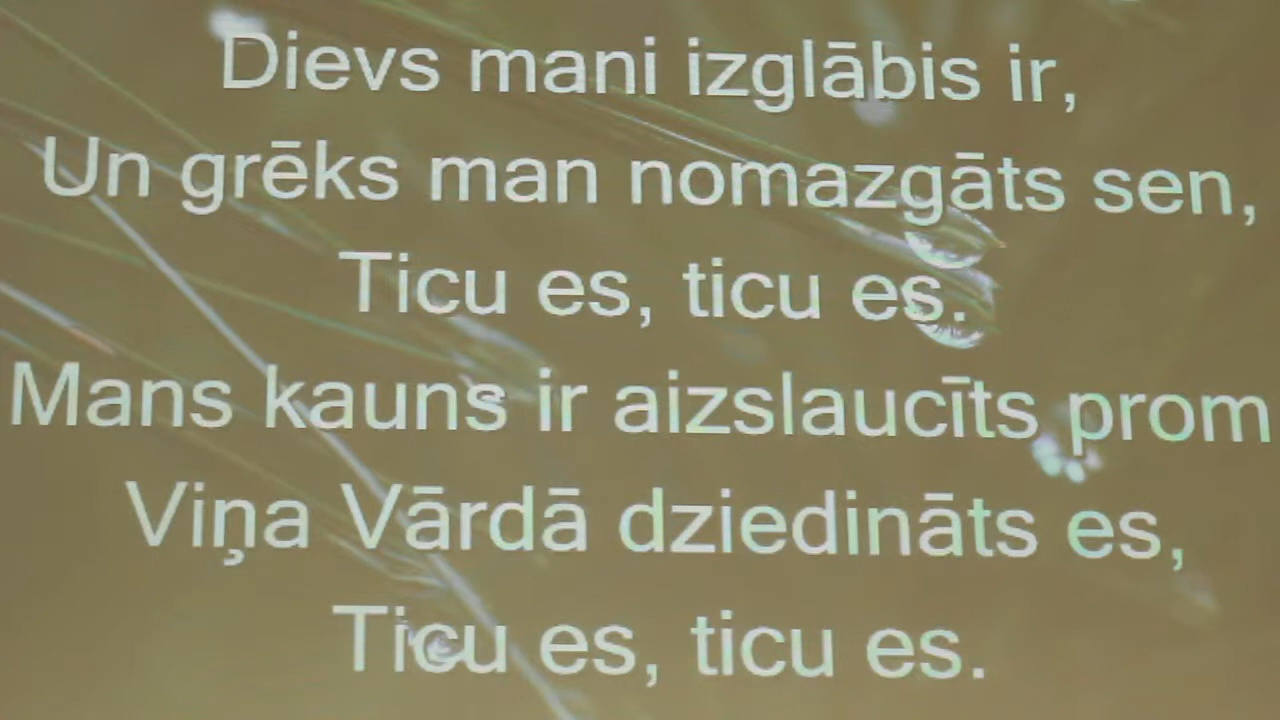 Dievs mani izglābis ir,
Un grēks man nomazgāts sen,
Ticu es, ticu es.
Mans kauns ir aizslaucīts prom
Viņa Vārdā dziedināts es,
Ticu es, ticu es.